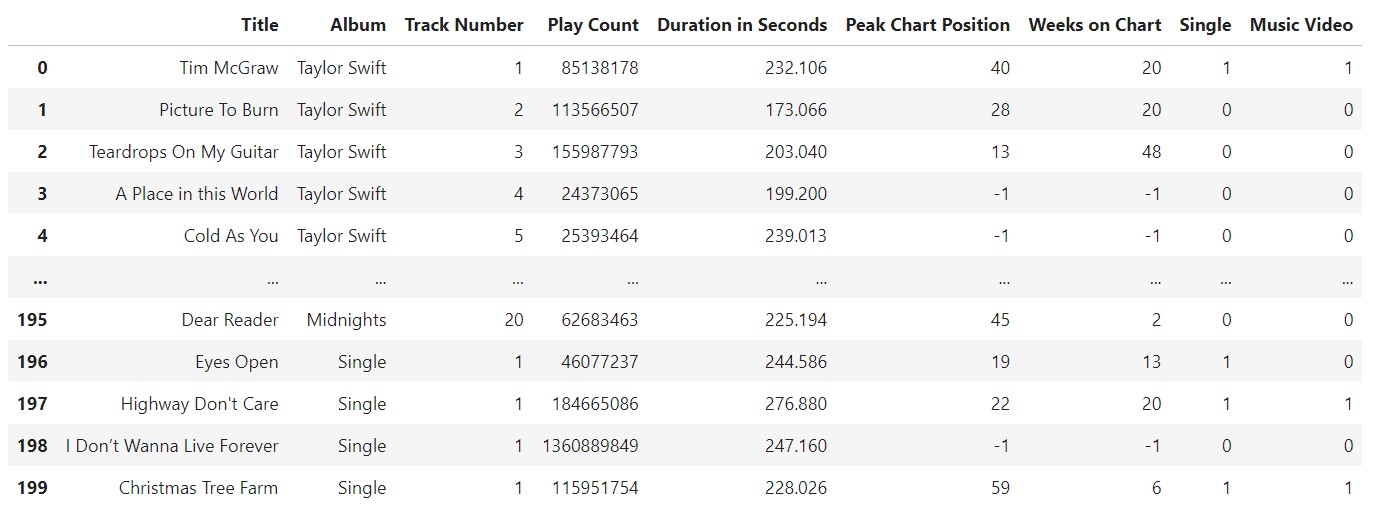 Title Album Track Number Play Count Duration in Seconds Peak Chart Position Weeks on Chart Single Music Video
0 Tim McGraw Taylor Swift 1 85138178 232.106 40 20 1 1
1 Picture To Burn Taylor Swift 2 113566507 173.066 28 20 0 0
2 Teardrops On My Guitar Taylor Swift 3 155987793 203.040 13 48 0 0
3 A Place in this World Taylor Swift 4 24373065 199.200 -1 -1 0 0
4 Cold As You Taylor Swift 5 25393464 239.013 -1 -1 0 0
... ... ... ... ... ... ... ... ... ...
195 Dear Reader Midnights 20 62683463 225.194 45 2 0 0
196 Eyes Open Single 1 46077237 244.586 19 13 1 0
197 Highway Don't Care Single 1 184665086 276.880 22 20 1 1
198 I Don’t Wanna Live Forever Single 1 1360889849 247.160 -1 -1 0 0
199 Christmas Tree Farm Single 1 115951754 228.026 59 6 1 1